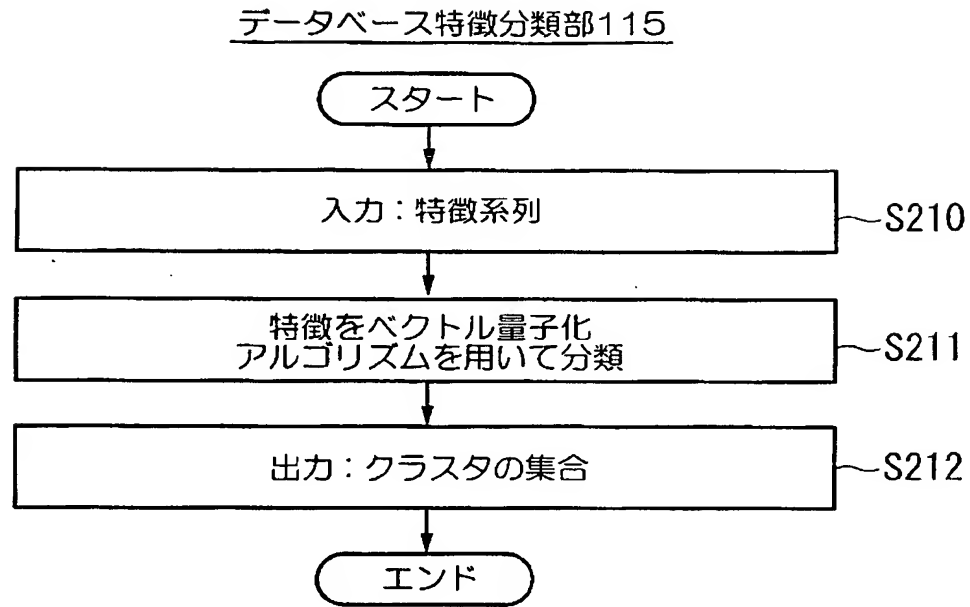 データベース特徴分類部115
スタート
入力：特徴系列
S210
特徴をベクトル量子化
アルゴリズムを用いて分類
S211
出力：クラスタの集合
S212
エンド